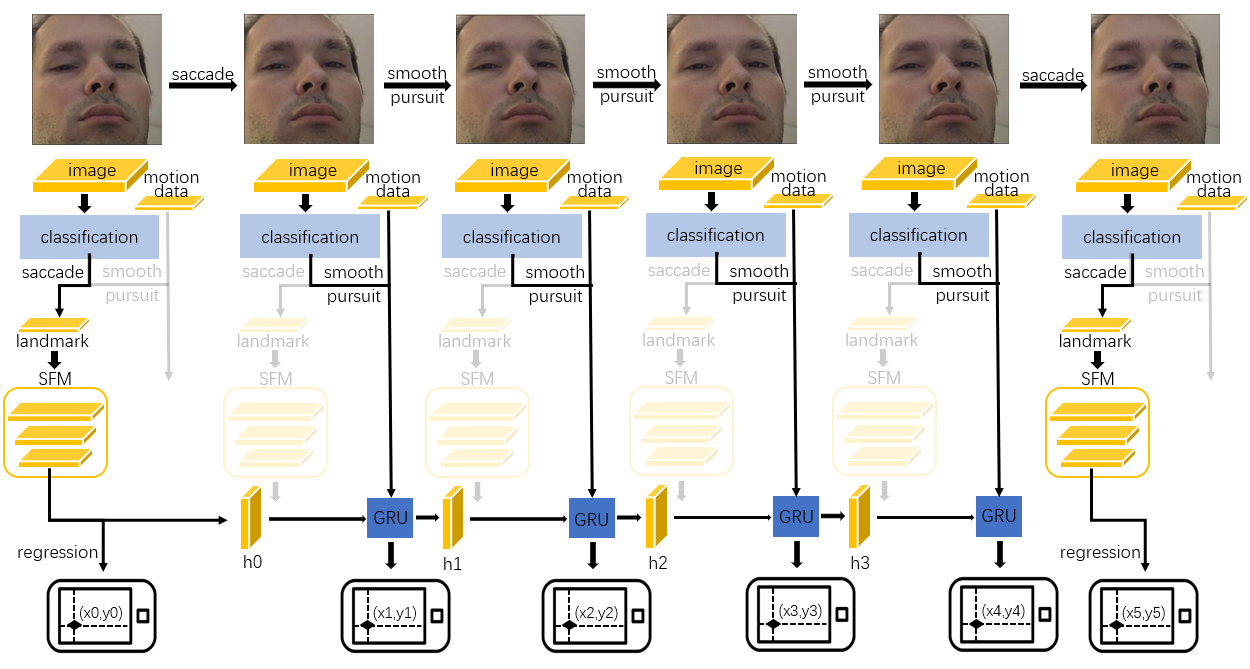 saccade
smooth
pursuit
smooth
pursuit
smooth
pursuit
saccade
image
motion
data
classification
saccade
smooth
pursuit
landmark
SFM
regression
(x0,y0)
image
motion
data
classification
saccade
smooth
pursuit
landmark
SFM
h0
GRU
(x1,y1)
image
motion
data
classification
saccade
smooth
pursuit
landmark
SFM
h1
GRU
(x2,y2)
image
motion
data
classification
saccade
smooth
pursuit
landmark
SFM
h2
GRU
(x3,y3)
image
motion
data
classification
saccade
smooth
pursuit
landmark
SFM
h3
GRU
(x4,y4)
image
motion
data
classification
saccade
smooth
pursuit
landmark
SFM
regression
(x5,y5)